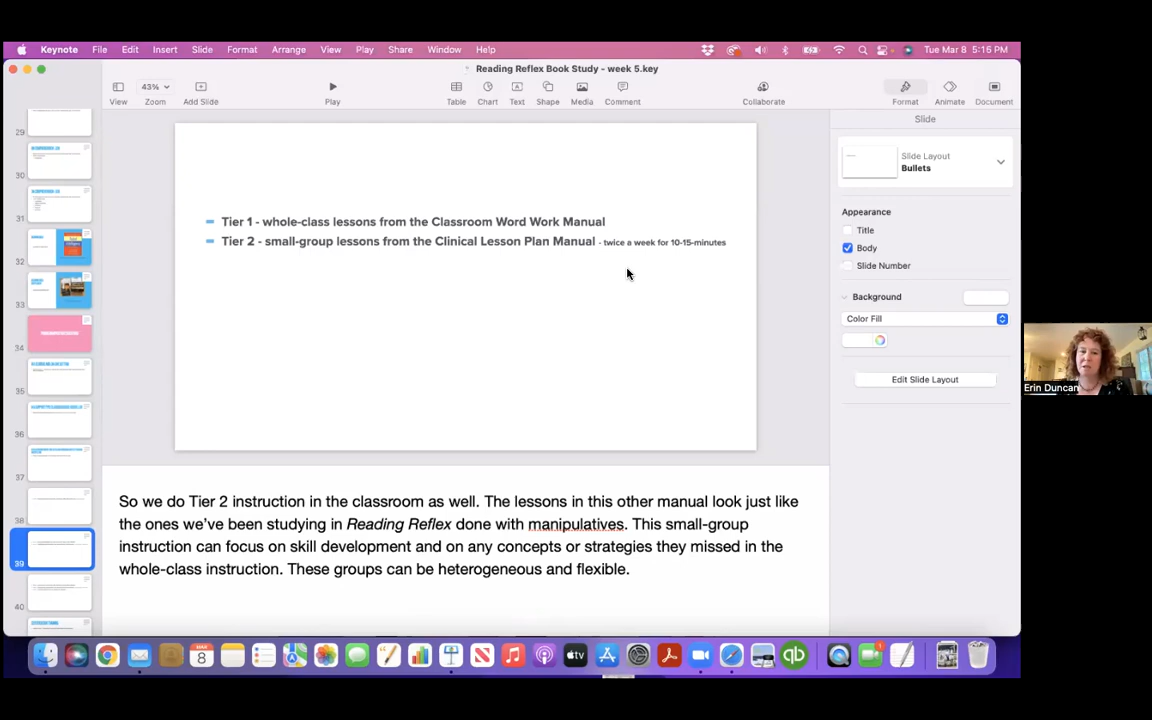 Keynote File Edit Insert Slide Format Arrange View Play Share Window Help Tue Mar 8 5:16 PM
Reading Reflex Book Study - week 5.key
43%
View Zoom Add Slide Play Table Chart Text Shape Media Comment Collaborate Format Animate Document
Slide
Slide Layout
Bullets
Appearance
Title
Body
Slide Number
Background
Color Fill
Edit Slide Layout
29
30
31
32
33
34
35
36
37
38
39
40
Tier 1 - whole-class lessons from the Classroom Word Work Manual
Tier 2 - small-group lessons from the Clinical Lesson Plan Manual - twice a week for 10-15-minutes
So we do Tier 2 instruction in the classroom as well. The lessons in this other manual look just like
the ones we've been studying in Reading Reflex done with manipulatives. This small-group
instruction can focus on skill development and on any concepts or strategies they missed in the
whole-class instruction. These groups can be heterogeneous and flexible.
Erin Duncan
MAR
8
tv
qb